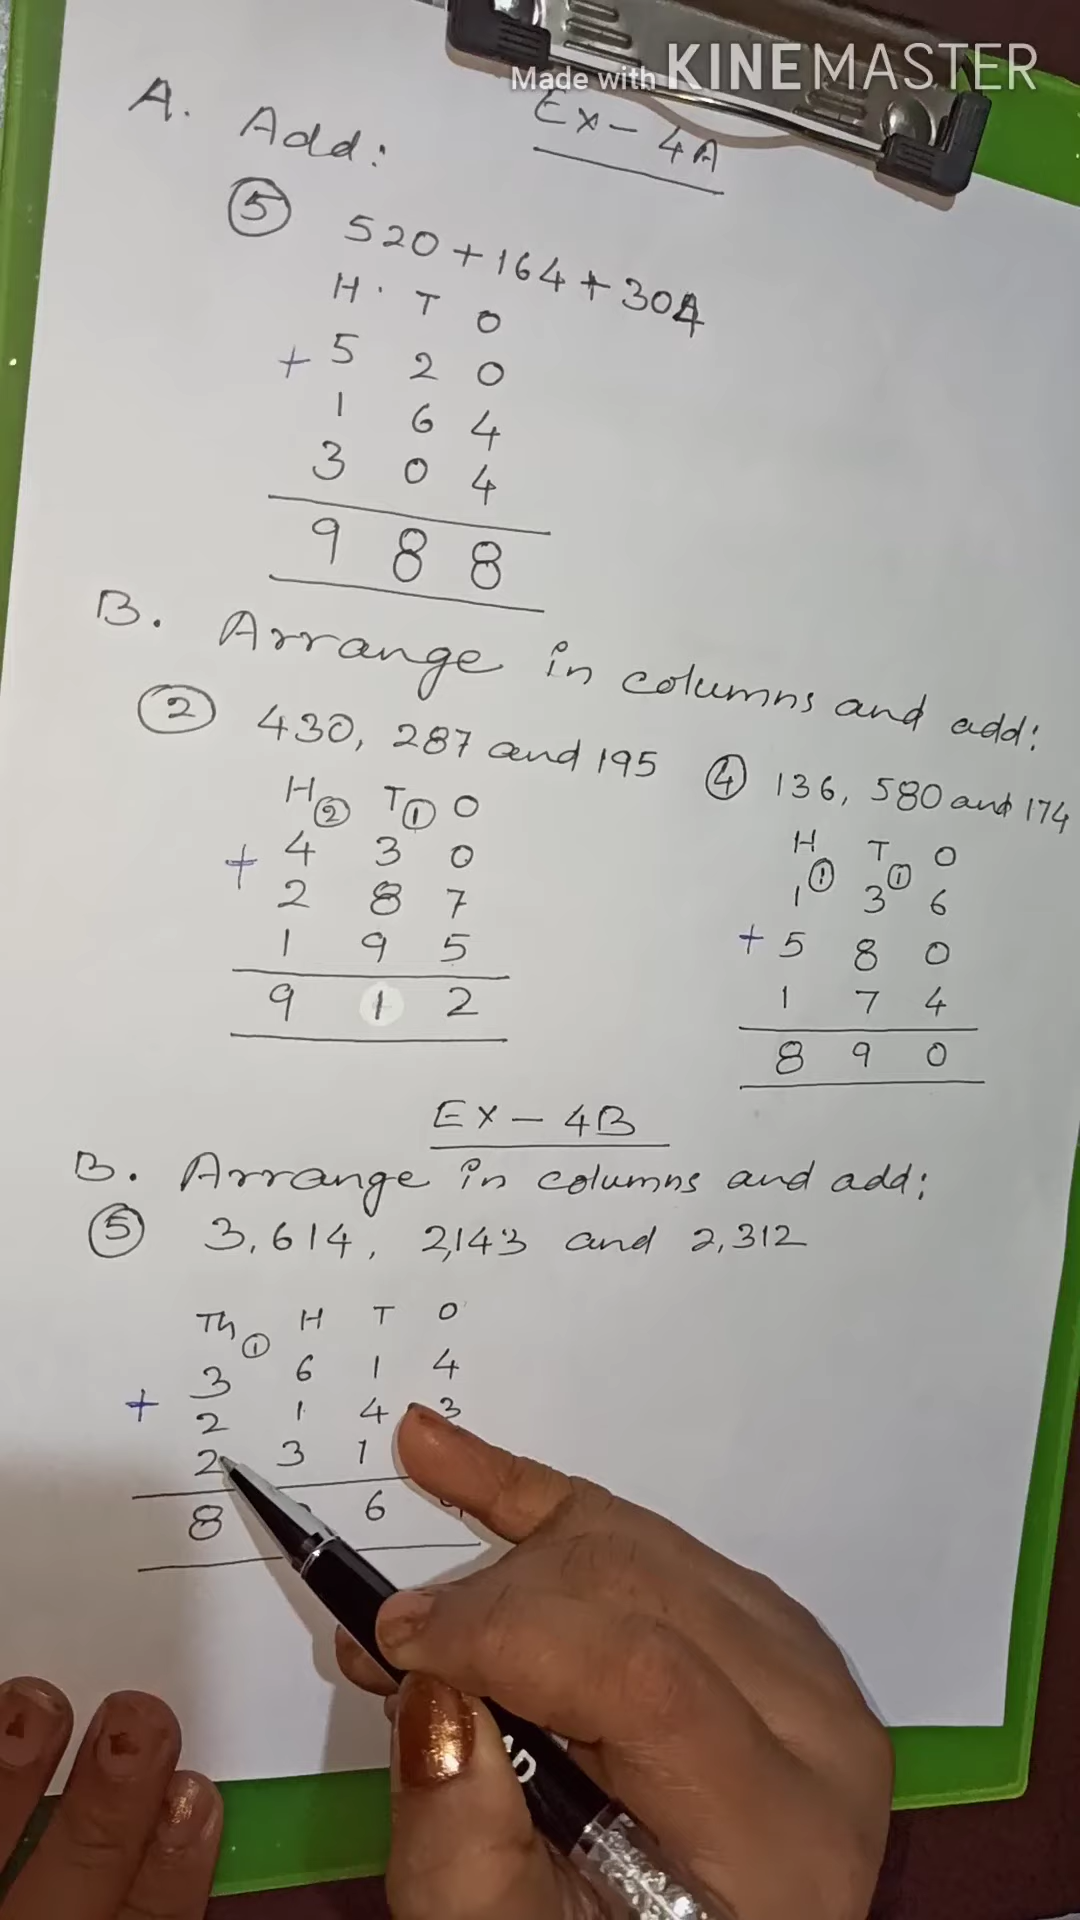 Made with KINEMASTER
Ex - 4A
A. Add:
⑤ 520 + 164 + 304
H · T O
+ 5 2 0
1 6 4
3 0 4
9 8 8
B. Arrange in columns and add:
② 430, 287 and 195
H ② T ① O
+ 4 3 0
2 8 7
1 9 5
9 1 2
④ 136, 580 and 174
H T O
① ①
1 3 6
+ 5 8 0
1 7 4
8 9 0
EX - 4B
B. Arrange in columns and add:
⑤ 3,614, 2,143 and 2,312
Th ① H T O
3 6 1 4
+ 2 1 4 3
2 3 1
8 6